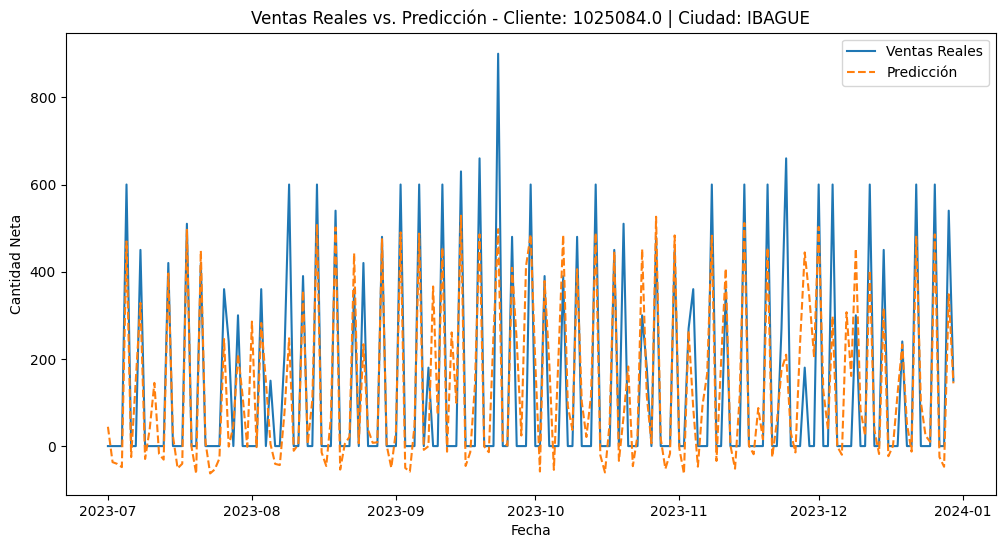 Ventas Reales vs. Predicción - Cliente: 1025084.0 | Ciudad: IBAGUE
Ventas Reales
Predicción
Cantidad Neta
800
600
400
200
0
2023-07
2023-08
2023-09
2023-10
2023-11
2023-12
2024-01
Fecha